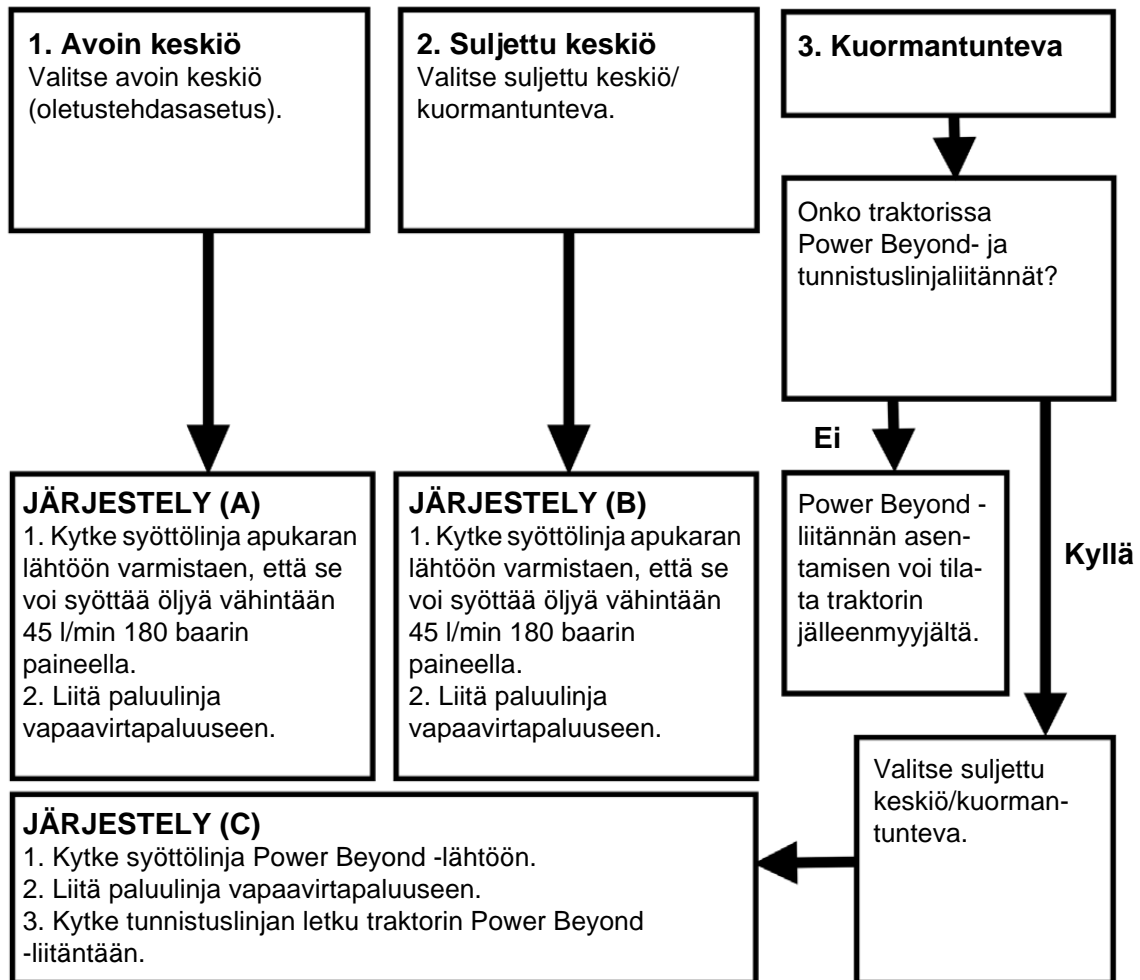 1. Avoin keskiö
Valitse avoin keskiö
(oletustehdasasetus).
2. Suljettu keskiö
Valitse suljettu keskiö/
kuormantunteva.
3. Kuormantunteva
Onko traktorissa
Power Beyond- ja
tunnistuslinjaliitännät?
Ei
Kyllä
JÄRJESTELY (A)
1. Kytke syöttölinja apukaran
lähtöön varmistaen, että se
voi syöttää öljyä vähintään
45 l/min 180 baarin
paineella.
2. Liitä paluulinja
vapaavirtapaluuseen.
JÄRJESTELY (B)
1. Kytke syöttölinja apukaran
lähtöön varmistaen, että se
voi syöttää öljyä vähintään
45 l/min 180 baarin
paineella.
2. Liitä paluulinja
vapaavirtapaluuseen.
Power Beyond -
liitännän asen-
tamisen voi tila-
ta traktorin
jälleenmyyjältä.
Valitse suljettu
keskiö/kuorman-
tunteva.
JÄRJESTELY (C)
1. Kytke syöttölinja Power Beyond -lähtöön.
2. Liitä paluulinja vapaavirtapaluuseen.
3. Kytke tunnistuslinjan letku traktorin Power Beyond
-liitäntään.